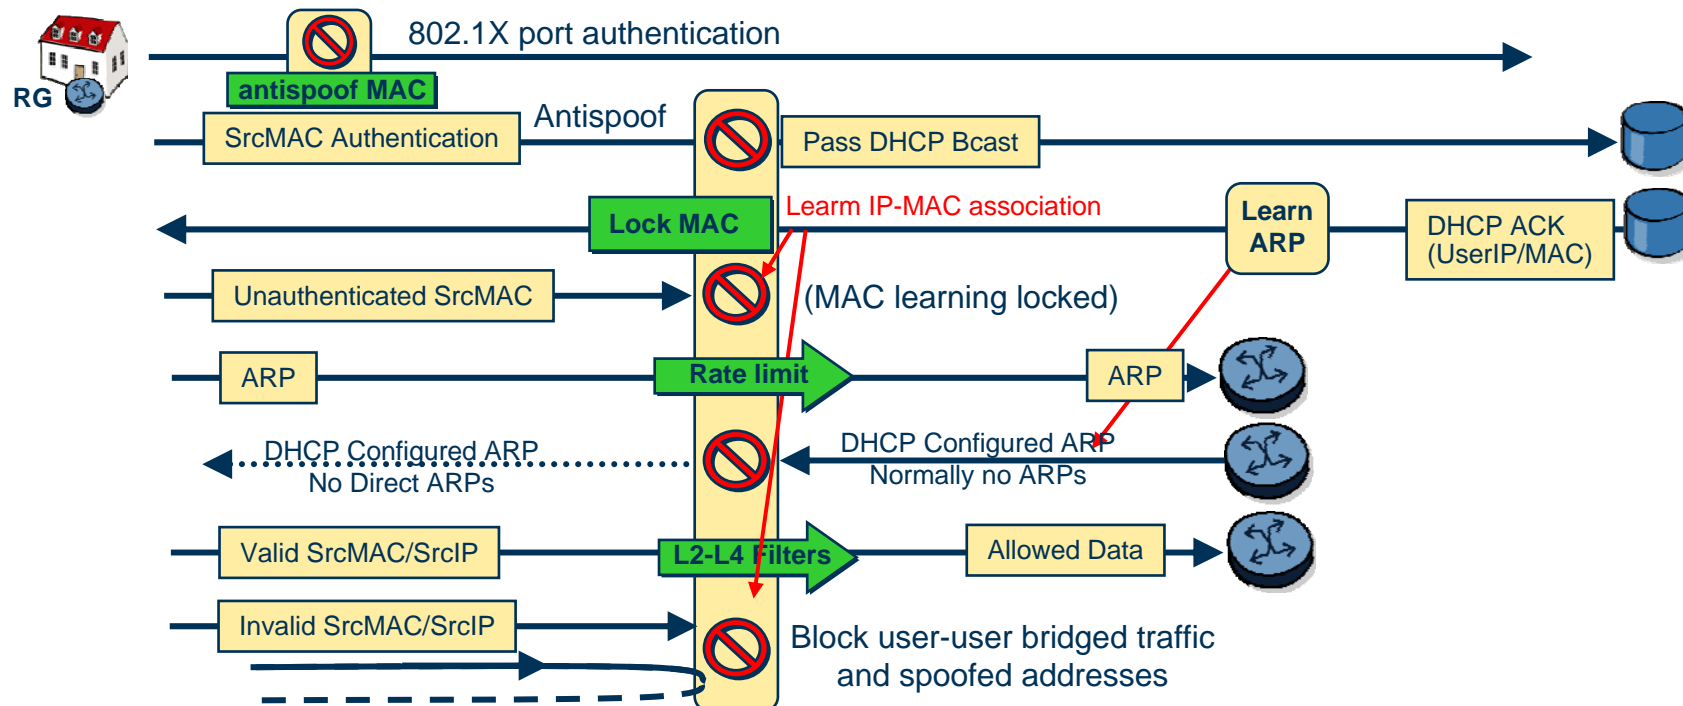 802.1X port authentication
RG
antispoof MAC
SrcMAC Authentication
Antispoof
Pass DHCP Bcast
Lock MAC
Learm IP-MAC association
Learn
ARP
DHCP ACK
(UserIP/MAC)
Unauthenticated SrcMAC
(MAC learning locked)
ARP
Rate limit
ARP
DHCP Configured ARP
No Direct ARPs
DHCP Configured ARP
Normally no ARPs
Valid SrcMAC/SrcIP
L2-L4 Filters
Allowed Data
Invalid SrcMAC/SrcIP
Block user-user bridged traffic
and spoofed addresses